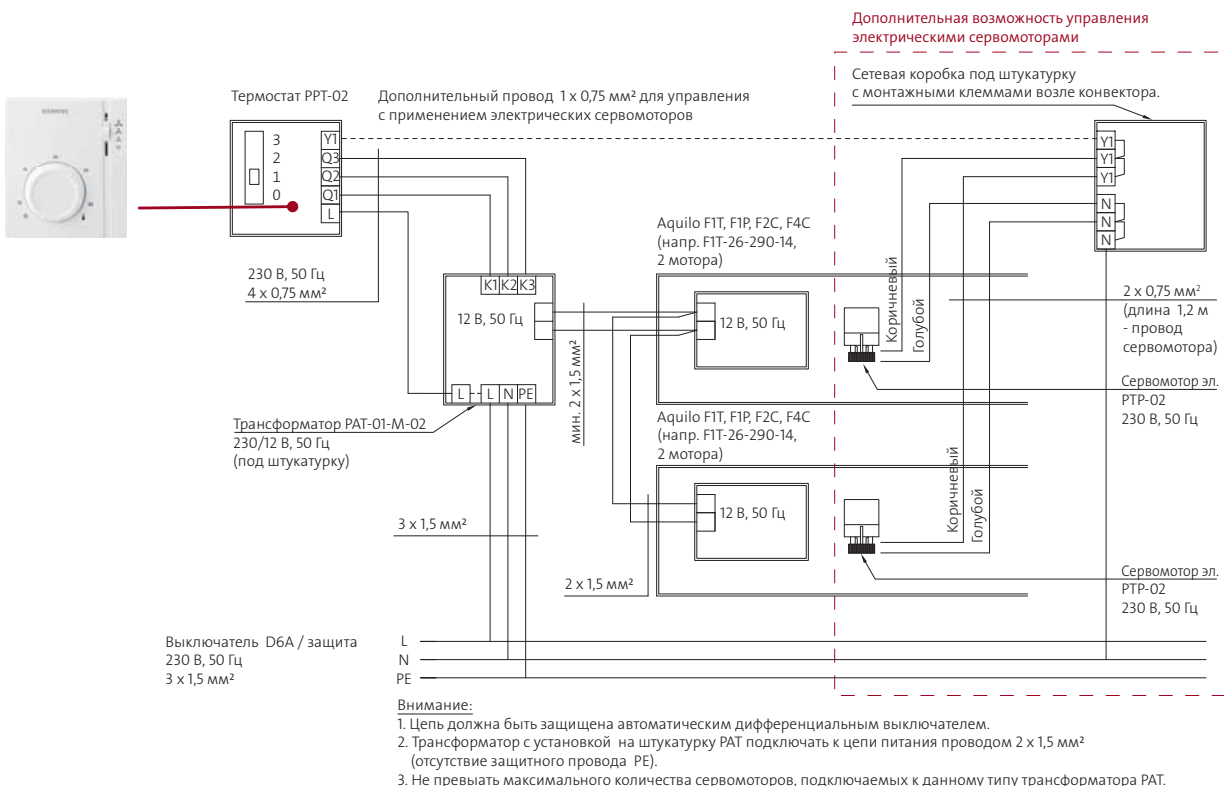 Дополнительная возможность управления
электрическими сервомоторами
Сетевая коробка под штукатурку
с монтажными клеммами возле конвектора.
SIEMENS
Термостат PPT-02
Дополнительный провод 1 x 0,75 мм² для управления
с применением электрических сервомоторов
3
2
1
0
Y1
Q3
Q2
Q1
L
Y1
Y1
Y1
N
N
N
230 В, 50 Гц
4 x 0,75 мм²
K1 K2 K3
12 В, 50 Гц
L L N PE
Трансформатор PAT-01-M-02
230/12 В, 50 Гц
(под штукатурку)
мин. 2 x 1,5 мм²
Aquilo F1T, F1P, F2C, F4C
(напр. F1T-26-290-14,
2 мотора)
12 В, 50 Гц
Коричневый
Голубой
2 x 0,75 мм²
(длина 1,2 м
- провод
сервомотора)
Сервомотор эл.
PTP-02
230 В, 50 Гц
Aquilo F1T, F1P, F2C, F4C
(напр. F1T-26-290-14,
2 мотора)
12 В, 50 Гц
Коричневый
Голубой
Сервомотор эл.
PTP-02
230 В, 50 Гц
3 x 1,5 мм²
2 x 1,5 мм²
Выключатель D6A / защита
230 В, 50 Гц
3 x 1,5 мм²
L
N
PE
Внимание:
1. Цепь должна быть защищена автоматическим дифференциальным выключателем.
2. Трансформатор с установкой на штукатурку PAT подключать к цепи питания проводом 2 x 1,5 мм²
(отсутствие защитного провода PE).
3. Не превыать максимального количества сервомоторов, подключаемых к данному типу трансформатора PAT.